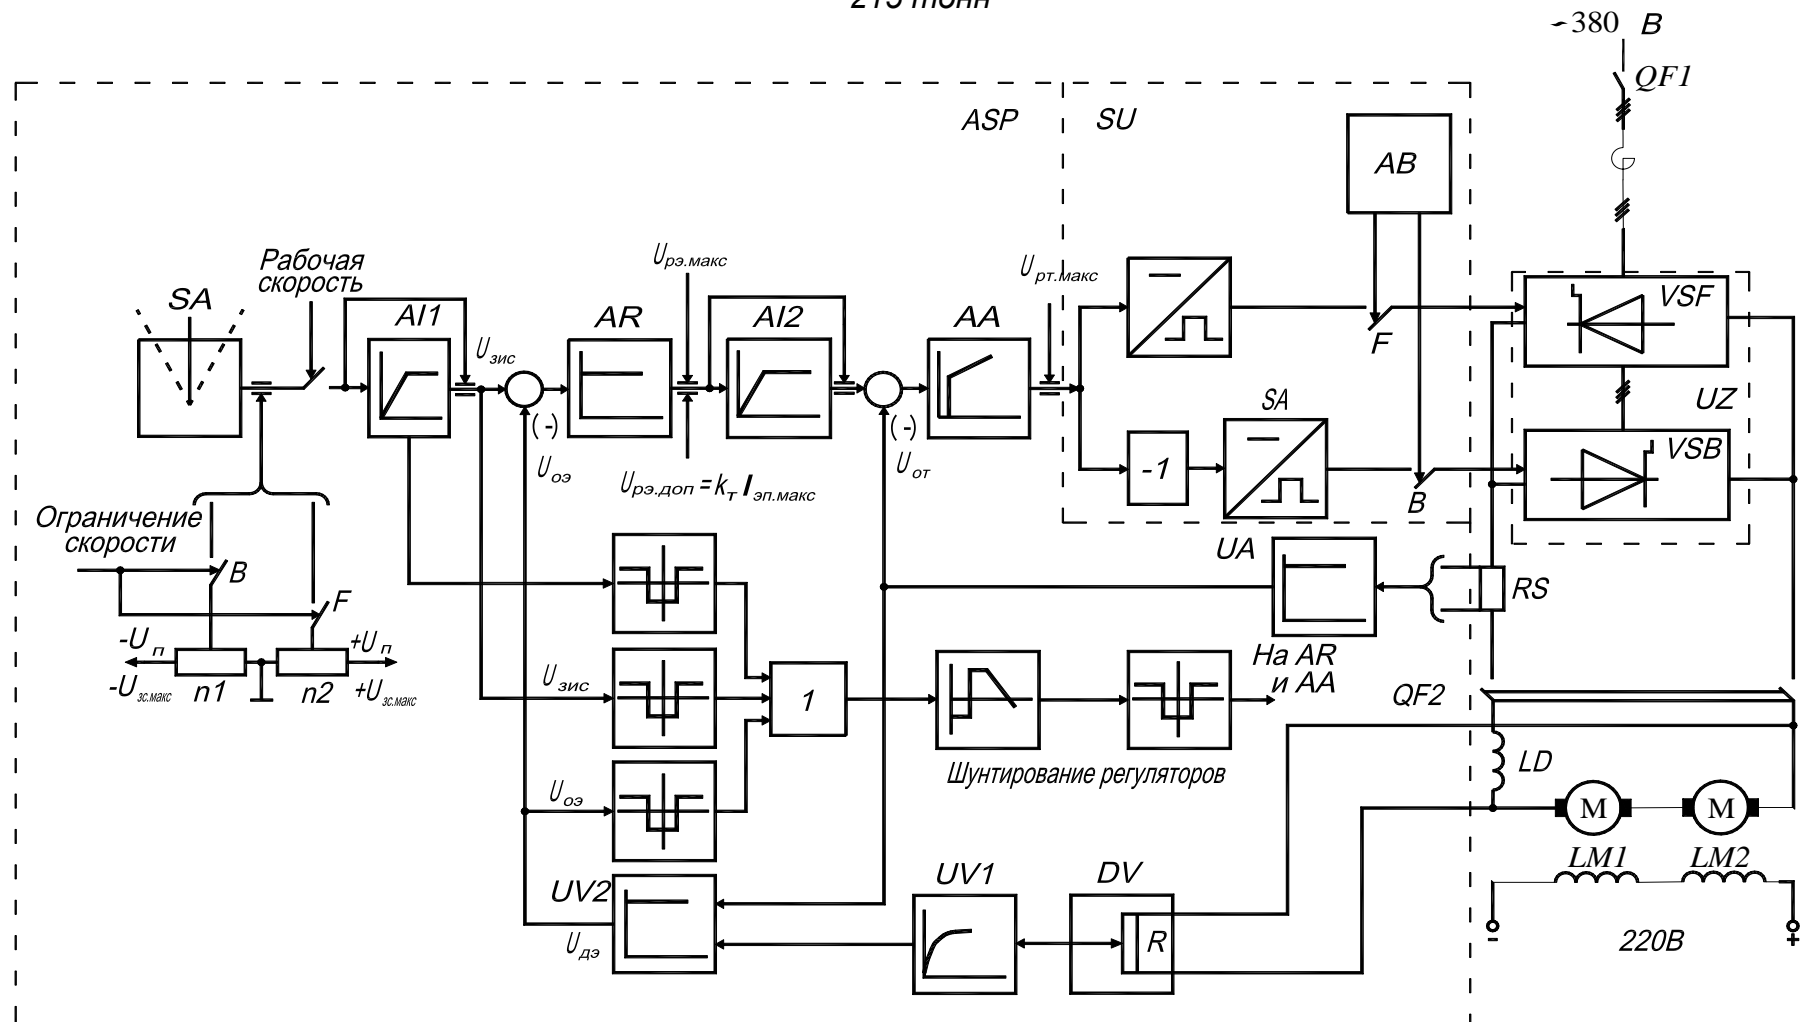 215 тонн
~380 В
QF1
ASP
SU
AB
Рабочая
скорость
SA
AI1
Uзис
AR
Uрэ.макс
AI2
AA
Uрт.макс
F
VSF
UZ
VSB
(-)
Uоэ
Uрэ.доп = kт Iэп.макс
(-)
Uот
-1
SA
B
Ограничение
скорости
B
F
-Uп
+Uп
-Uзс.макс
n1
n2
+Uзс.макс
UA
RS
На AR
и AA
Uзис
1
QF2
Шунтирование регуляторов
LD
Uоэ
M
M
LM1
LM2
UV2
UV1
DV
R
Uдэ
-
220В
+